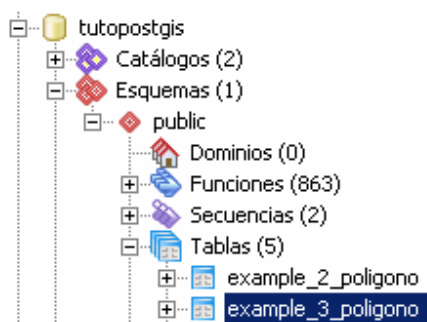 tutopostgis
Catálogos (2)
Esquemas (1)
public
Dominios (0)
Funciones (863)
Secuencias (2)
Tablas (5)
example_2_poligono
example_3_poligono